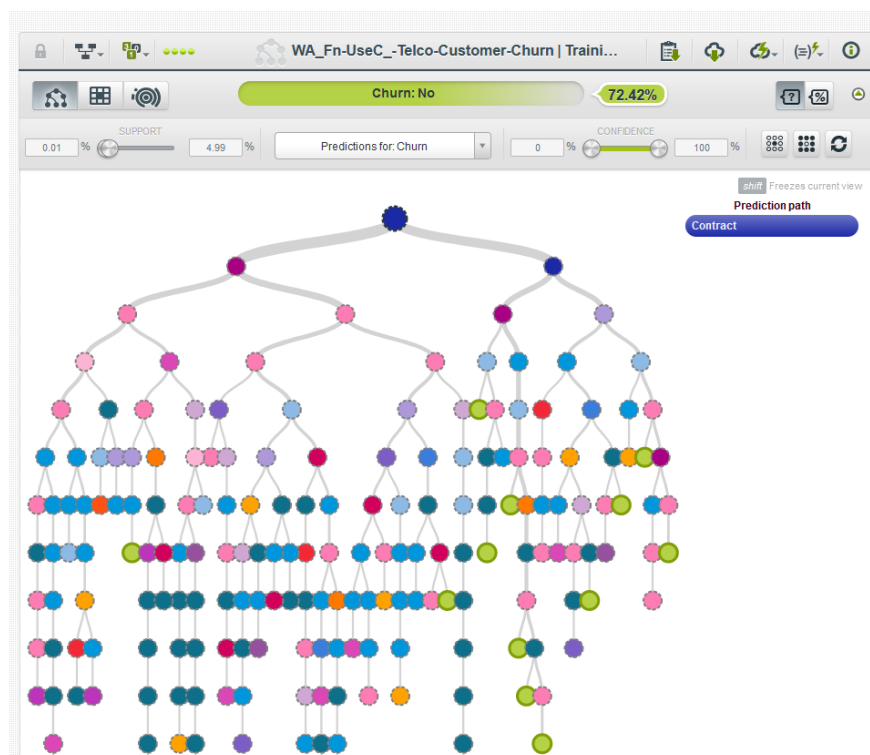 WA_Fn-UseC_-Telco-Customer-Churn | Traini...
Churn: No
72.42%
SUPPORT
0.01 %
4.99 %
Predictions for: Churn
CONFIDENCE
0 %
100 %
shift Freezes current view
Prediction path
Contract